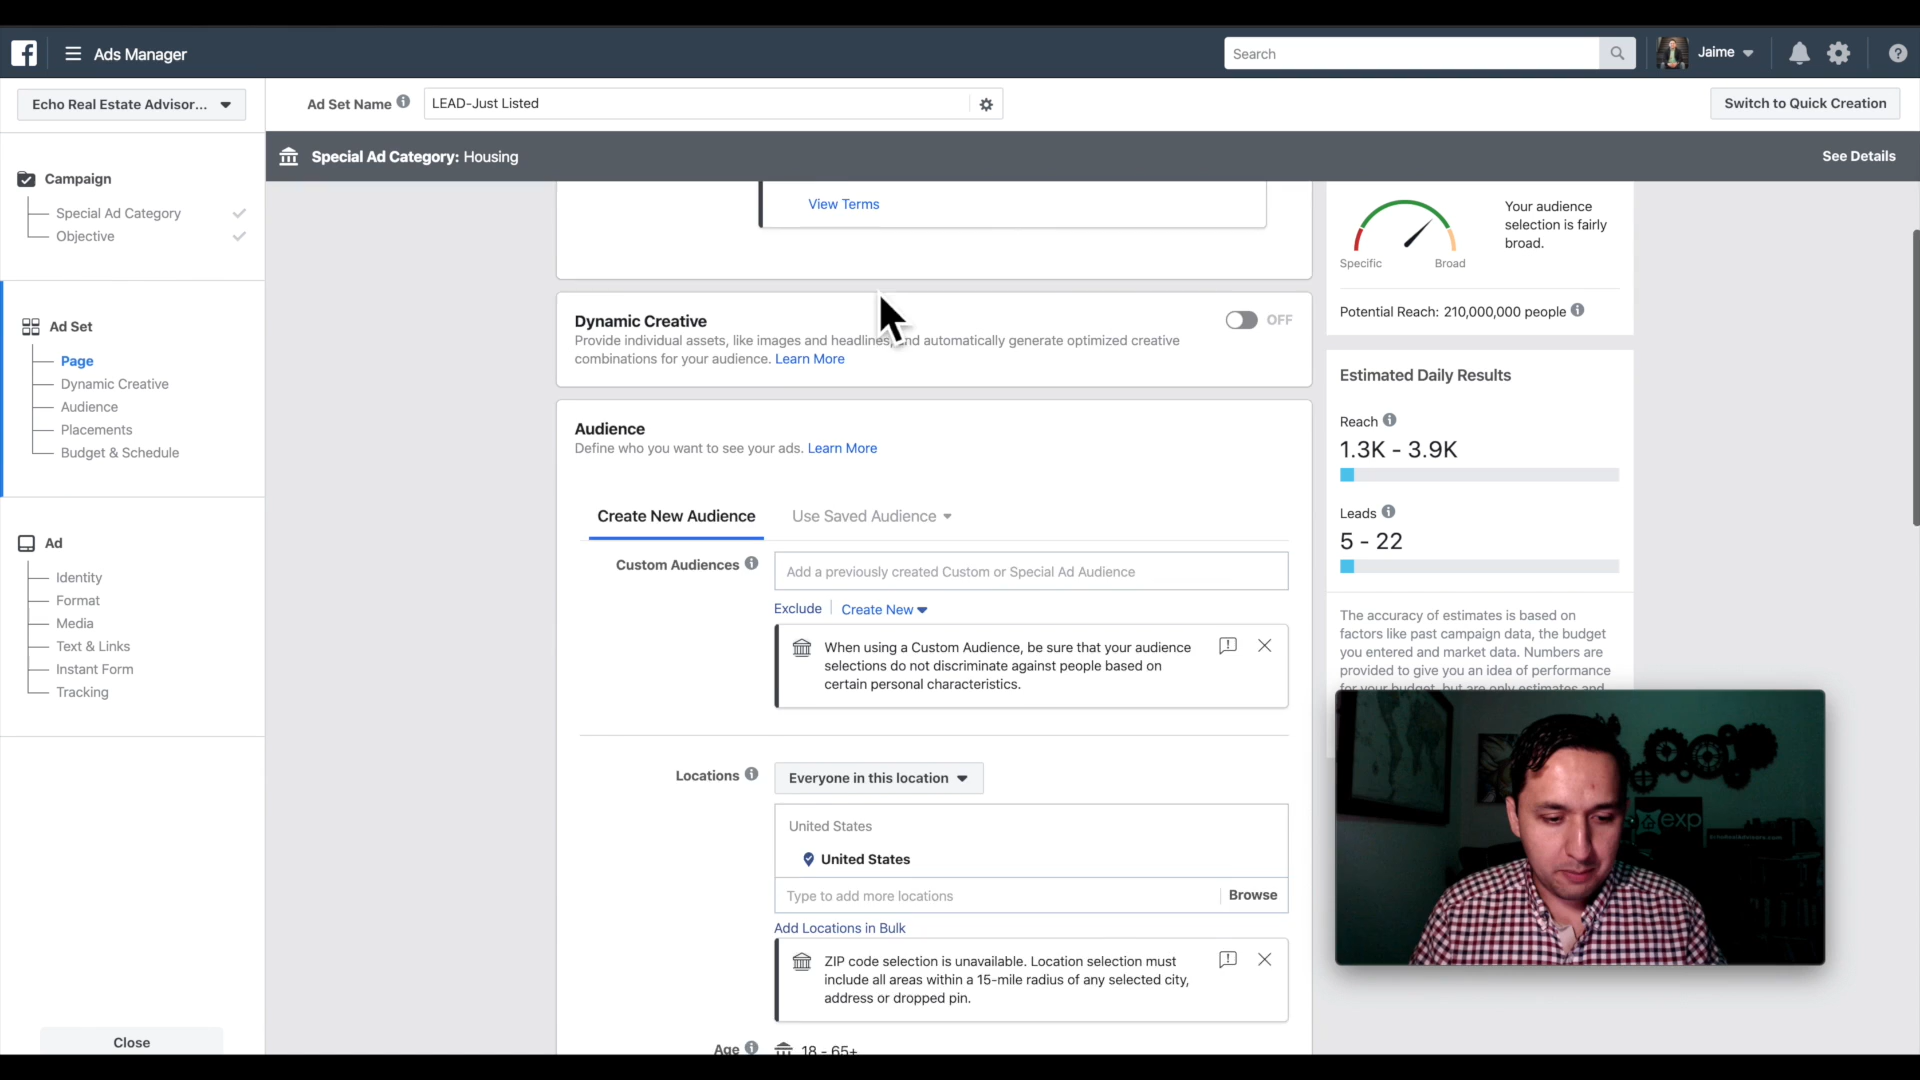 Ads Manager
Search
Jaime
Echo Real Estate Advisor...
Ad Set Name
LEAD-Just Listed
Switch to Quick Creation
Special Ad Category: Housing
See Details
Campaign
Special Ad Category
Objective
Ad Set
Page
Dynamic Creative
Audience
Placements
Budget & Schedule
Ad
Identity
Format
Media
Text & Links
Instant Form
Tracking
Close
View Terms
Dynamic Creative
OFF
Provide individual assets, like images and headlines, and automatically generate optimized creative
combinations for your audience. Learn More
Audience
Define who you want to see your ads. Learn More
Create New Audience
Use Saved Audience
Custom Audiences
Add a previously created Custom or Special Ad Audience
Exclude
Create New
When using a Custom Audience, be sure that your audience
selections do not discriminate against people based on
certain personal characteristics.
Locations
Everyone in this location
United States
United States
Type to add more locations
Browse
Add Locations in Bulk
ZIP code selection is unavailable. Location selection must
include all areas within a 15-mile radius of any selected city,
address or dropped pin.
Age
18 - 65+
Your audience
selection is fairly
broad.
Specific
Broad
Potential Reach: 210,000,000 people
Estimated Daily Results
Reach
1.3K - 3.9K
Leads
5 - 22
The accuracy of estimates is based on
factors like past campaign data, the budget
you entered and market data. Numbers are
provided to give you an idea of performance
for your budget, but are only estimates and
exp